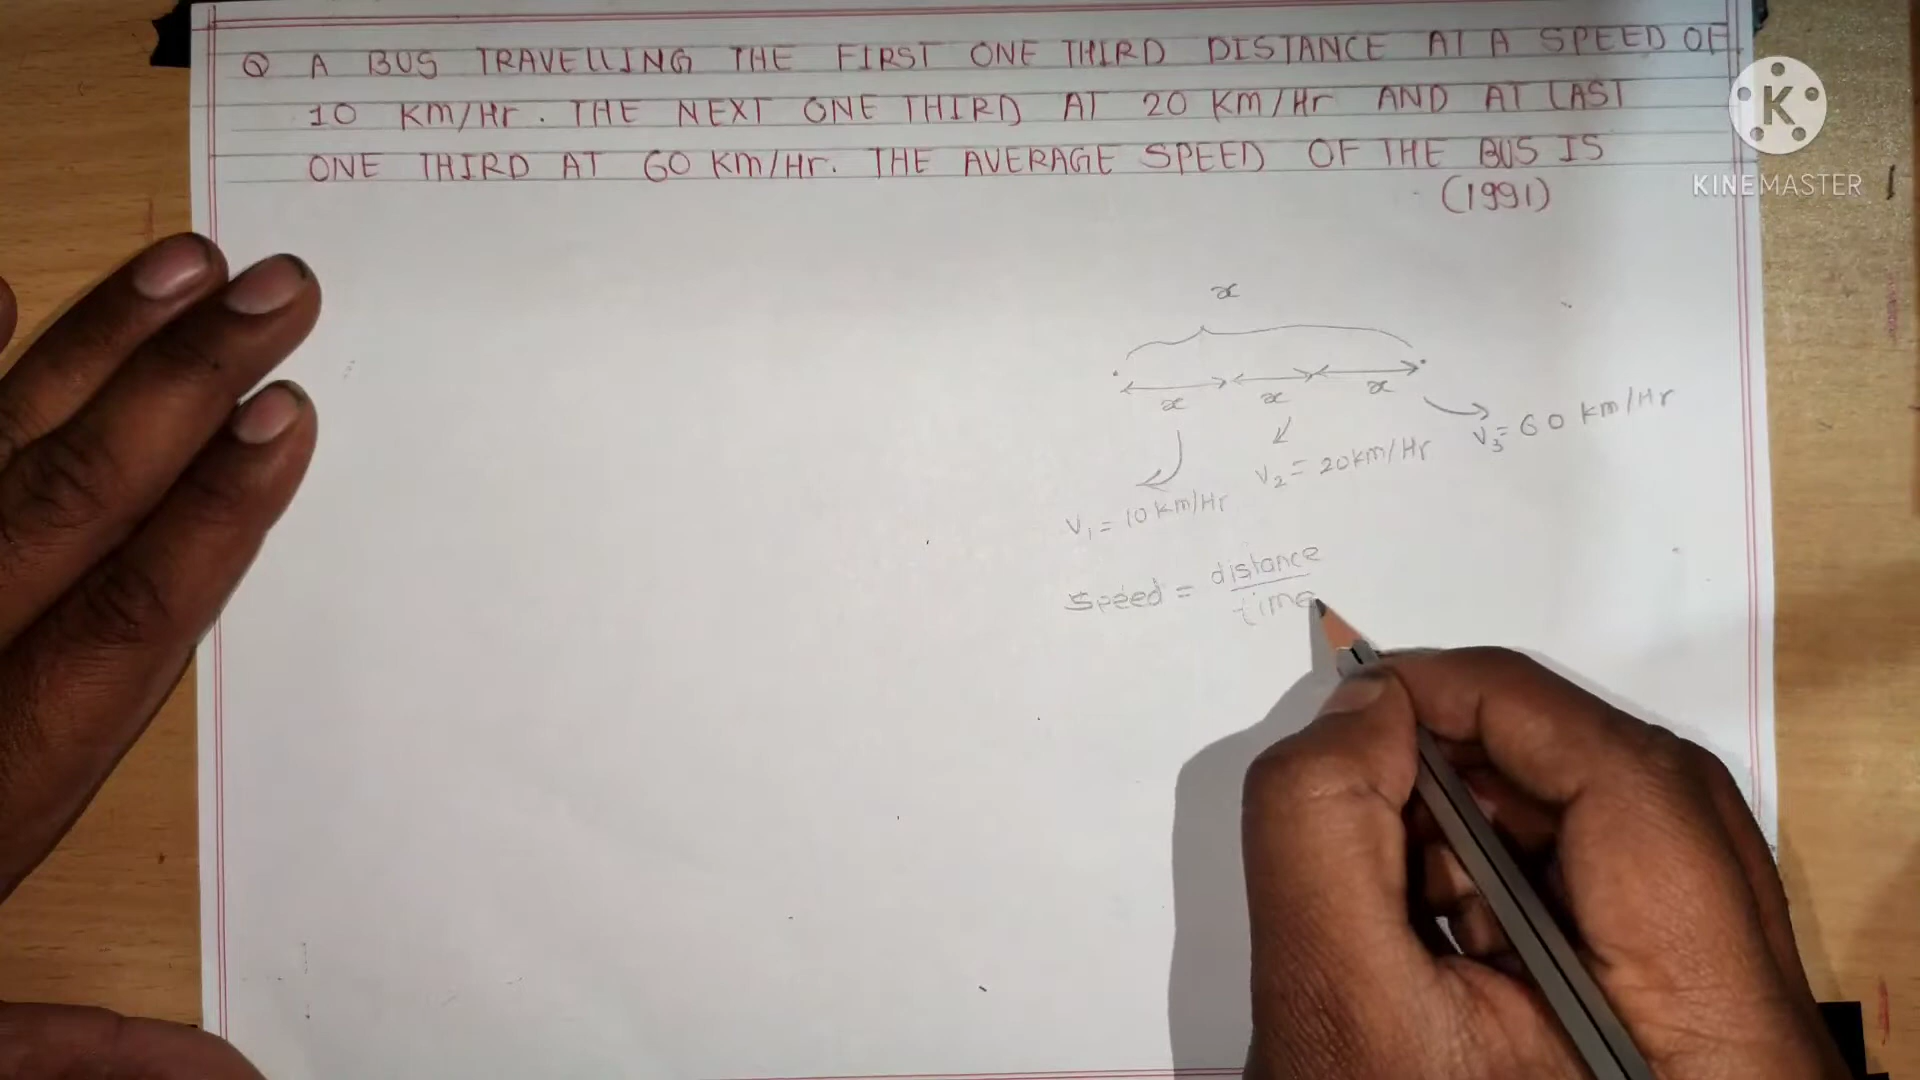 Q A BUS TRAVELLING THE FIRST ONE THIRD DISTANCE AT A SPEED OF
10 KM/Hr. THE NEXT ONE THIRD AT 20 KM/Hr AND AT LAST
ONE THIRD AT 60 KM/Hr. THE AVERAGE SPEED OF THE BUS IS
(1991)
K
KINEMASTER
x
x x x
V₁ = 10 KM/Hr
V₂ = 20KM/Hr
V₃ = 60 KM/Hr
Speed = distance
time